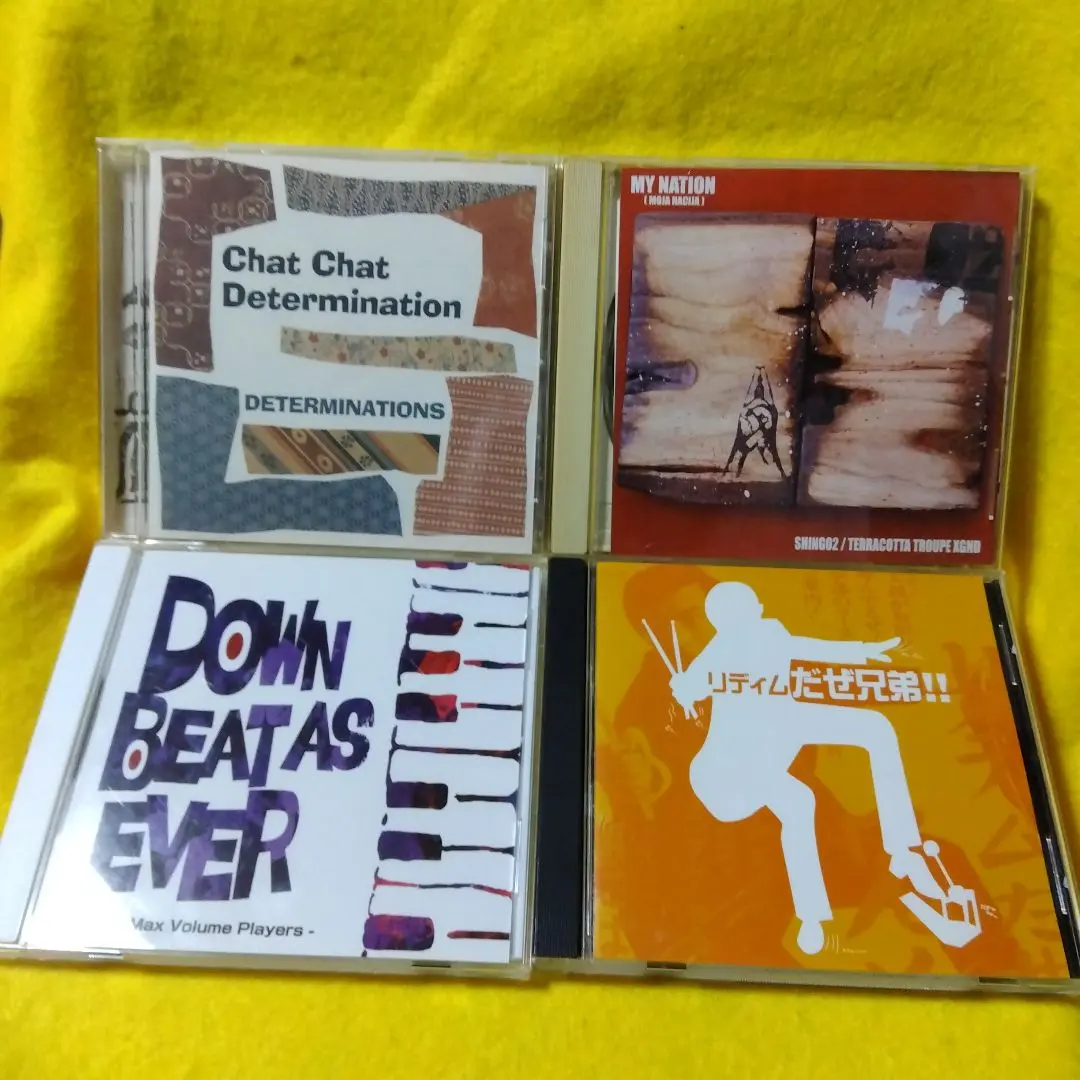 Chat Chat
Determination
DETERMINATIONS
MY NATION
( MOJA NACIJA )
SHING02 / TERRACOTTA TROUPE XGND
DOWN
BEAT AS
EVER
Max Volume Players -
リディムだぜ兄弟!!